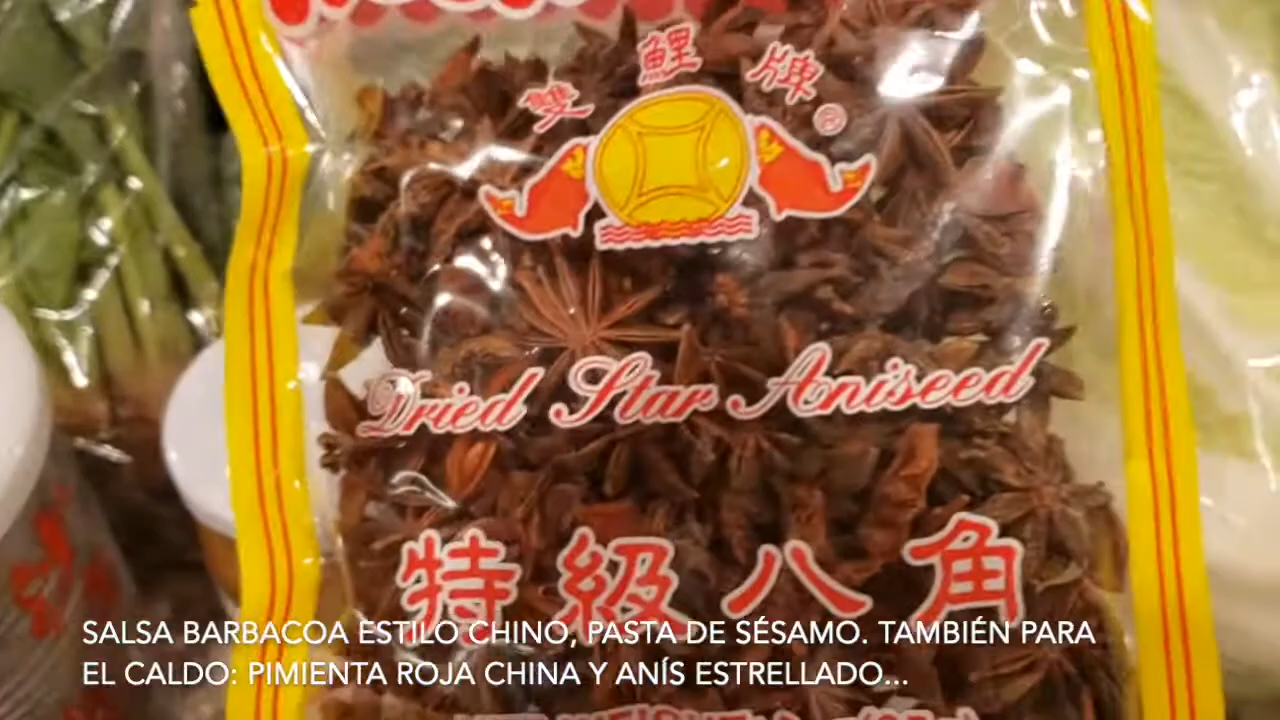 雙鯉牌®
Dried Star Aniseed
特級八角
SALSA BARBACOA ESTILO CHINO, PASTA DE SÉSAMO. TAMBIÉN PARA
EL CALDO: PIMIENTA ROJA CHINA Y ANÍS ESTRELLADO...